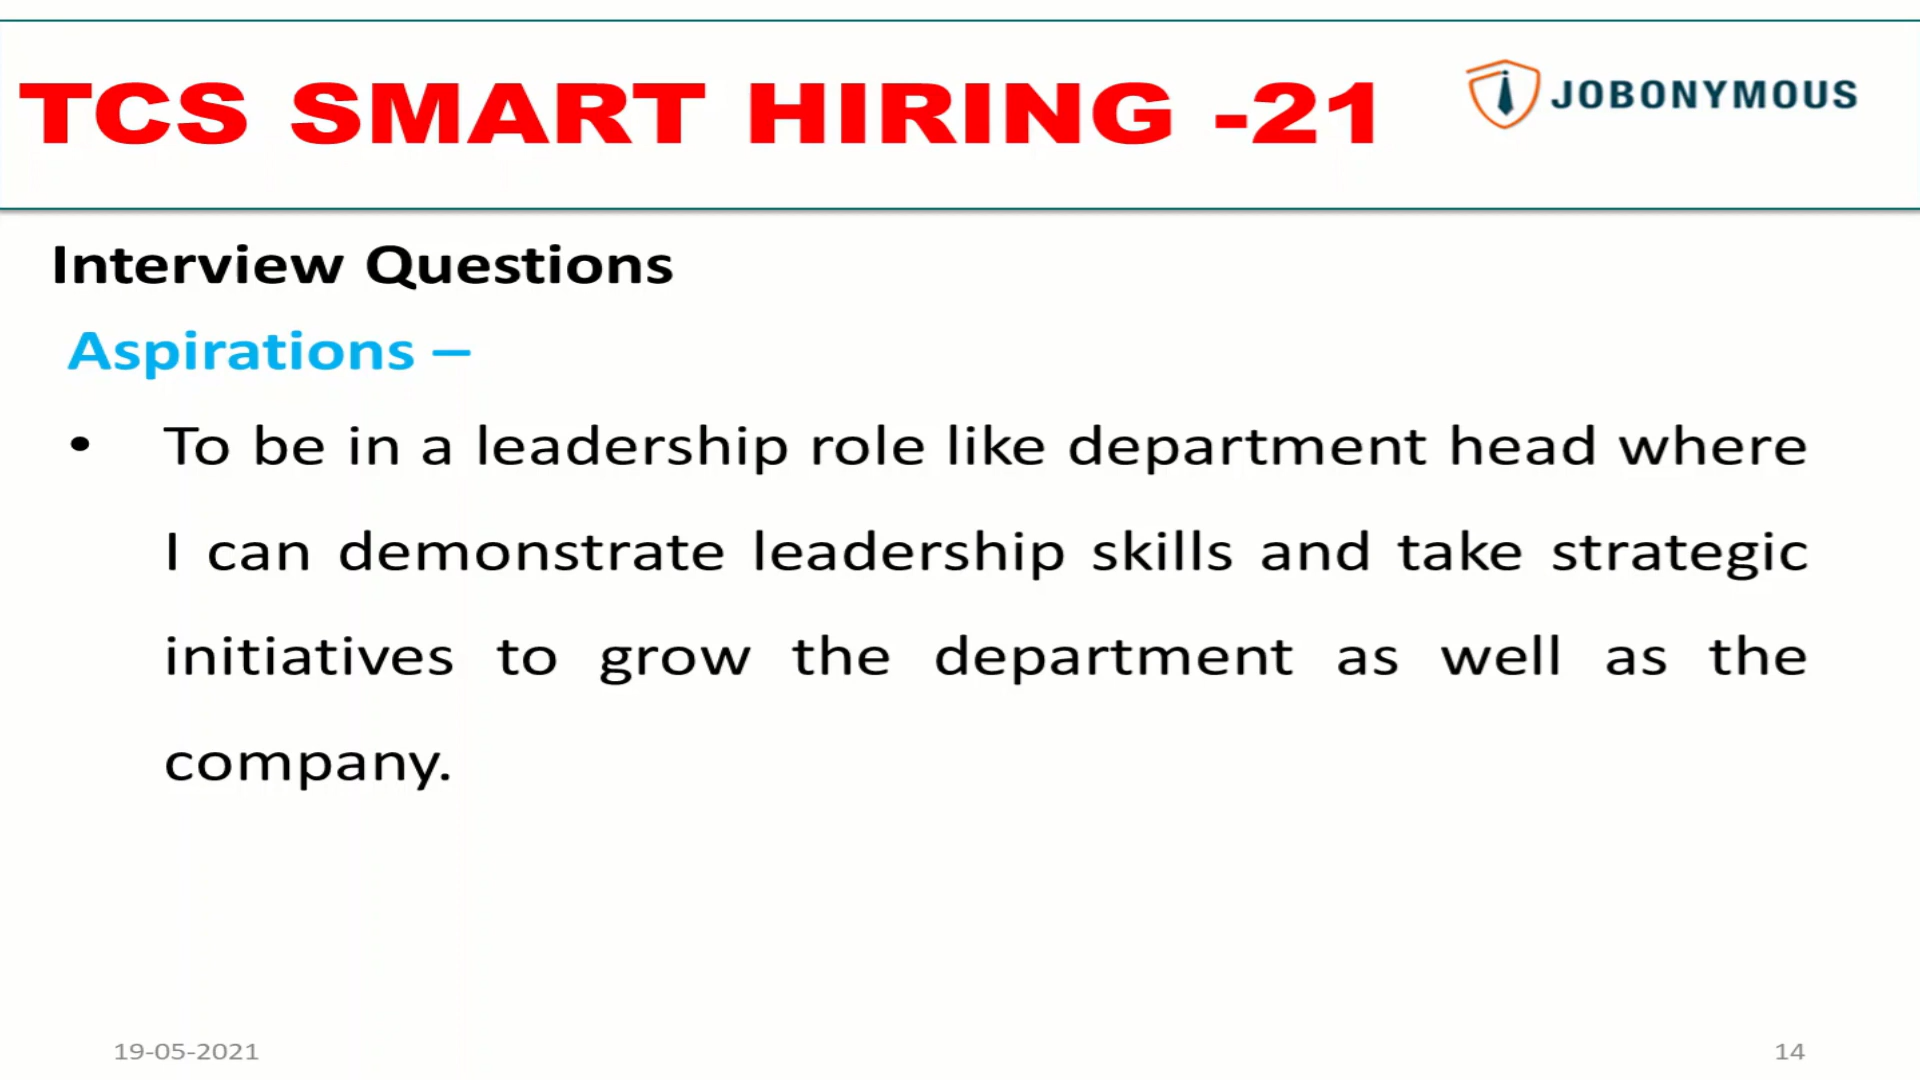 TCS SMART HIRING -21
JOBONYMOUS
Interview Questions
Aspirations –
• To be in a leadership role like department head where
I can demonstrate leadership skills and take strategic
initiatives to grow the department as well as the
company.
19-05-2021
14